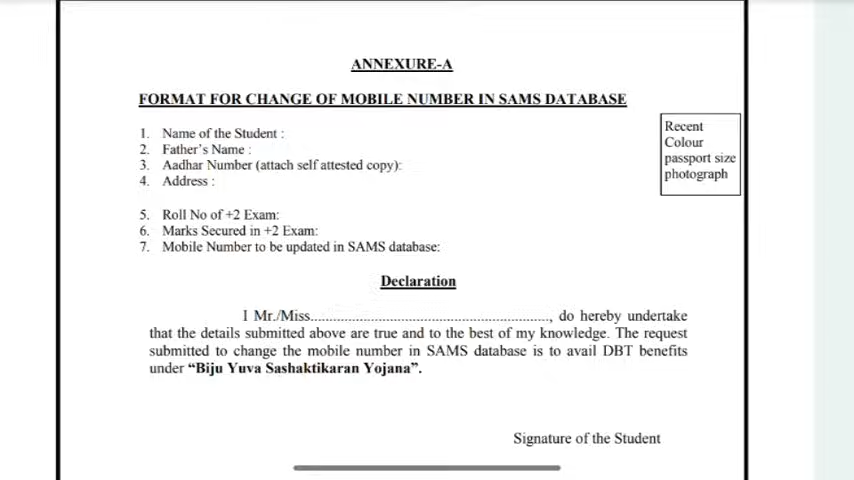 ANNEXURE-A
FORMAT FOR CHANGE OF MOBILE NUMBER IN SAMS DATABASE
Recent
Colour
passport size
photograph
1. Name of the Student :
2. Father's Name :
3. Aadhar Number (attach self attested copy):
4. Address :
5. Roll No of +2 Exam:
6. Marks Secured in +2 Exam:
7. Mobile Number to be updated in SAMS database:
Declaration
I Mr./Miss..............................................................., do hereby undertake
that the details submitted above are true and to the best of my knowledge. The request
submitted to change the mobile number in SAMS database is to avail DBT benefits
under “Biju Yuva Sashaktikaran Yojana”.
Signature of the Student